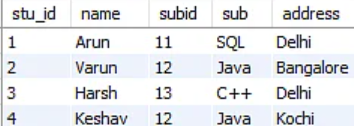 stu_id name subid sub address
1 Arun 11 SQL Delhi
2 Varun 12 Java Bangalore
3 Harsh 13 C++ Delhi
4 Keshav 12 Java Kochi